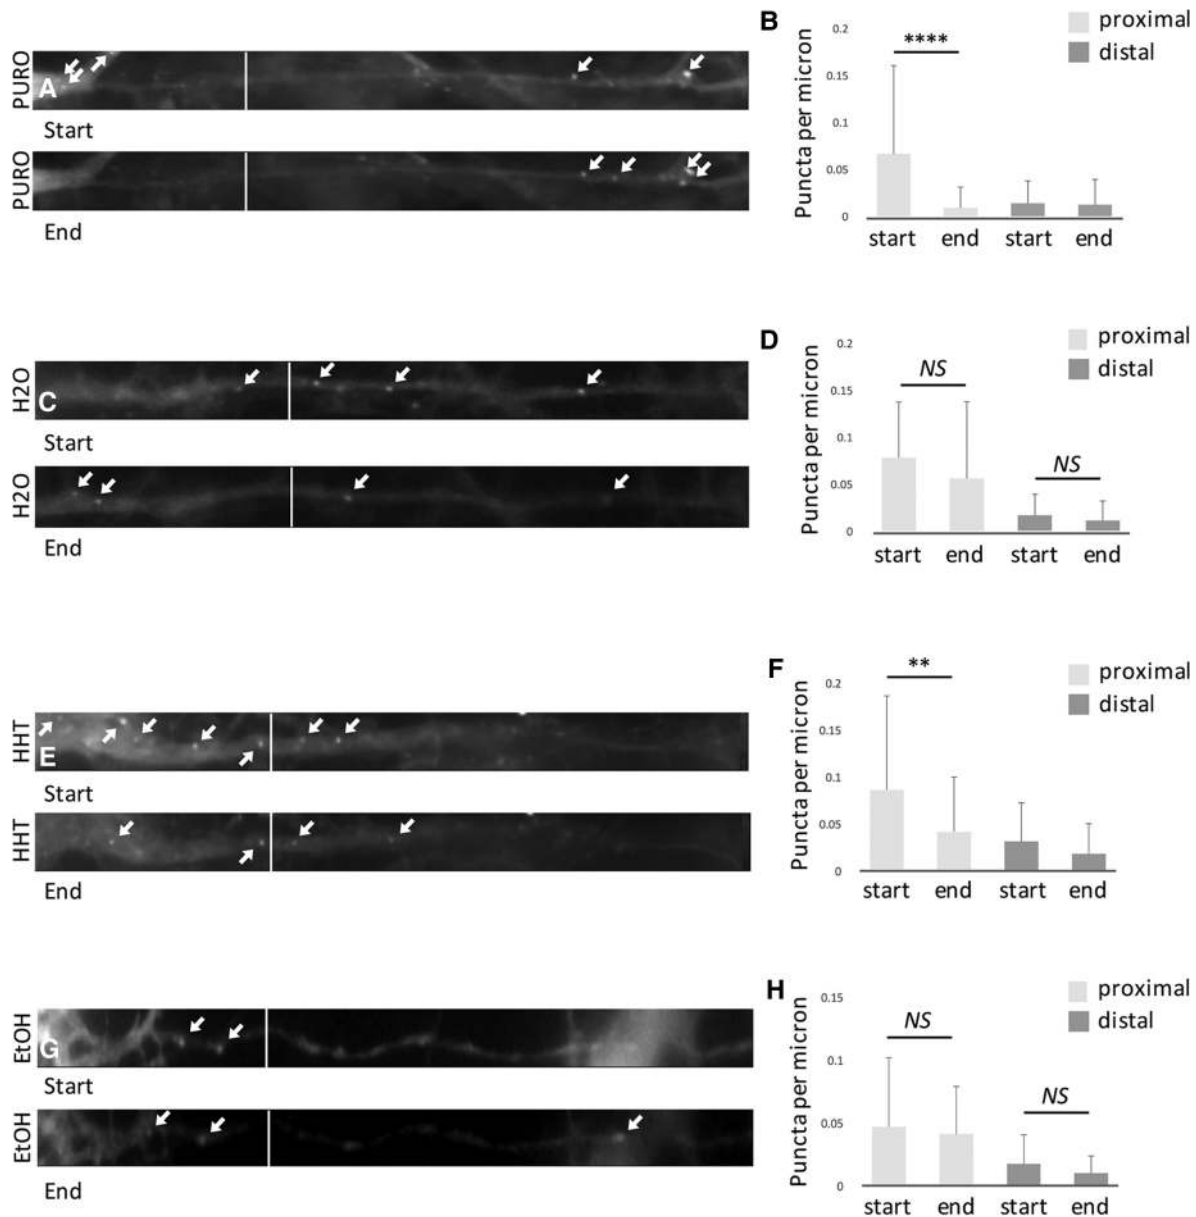 B
proximal
distal
0.2
0.15
0.1
0.05
0
Puncta per micron
****
start end start end
PURO
A
Start
PURO
End
D
proximal
distal
0.2
0.15
0.1
0.05
0
Puncta per micron
NS
NS
start end start end
H2O
C
Start
H2O
End
F
proximal
distal
0.2
0.15
0.1
0.05
0
Puncta per micron
**
start end start end
HHT
E
Start
HHT
End
H
proximal
distal
0.15
0.1
0.05
0
Puncta per micron
NS
NS
start end start end
EtOH
G
Start
EtOH
End